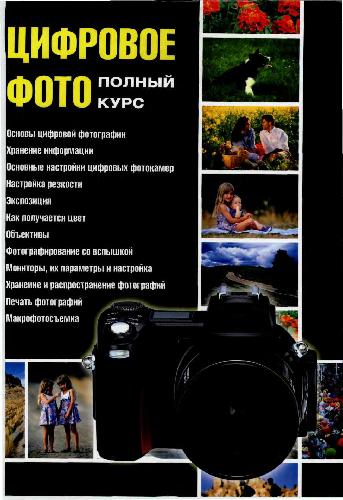 ЦИФРОВОЕ
ФОТО ПОЛНЫЙ
КУРС
Основы цифровой фотографии
Хранение информации
Основные настройки цифровых фотокамер
Настройка резкости
Экспозиция
Как получается цвет
Объективы
Фотографирование со вспышкой
Мониторы, их параметры и настройка
Хранение и распространение фотографий
Печать фотографий
Макрофотосъемка